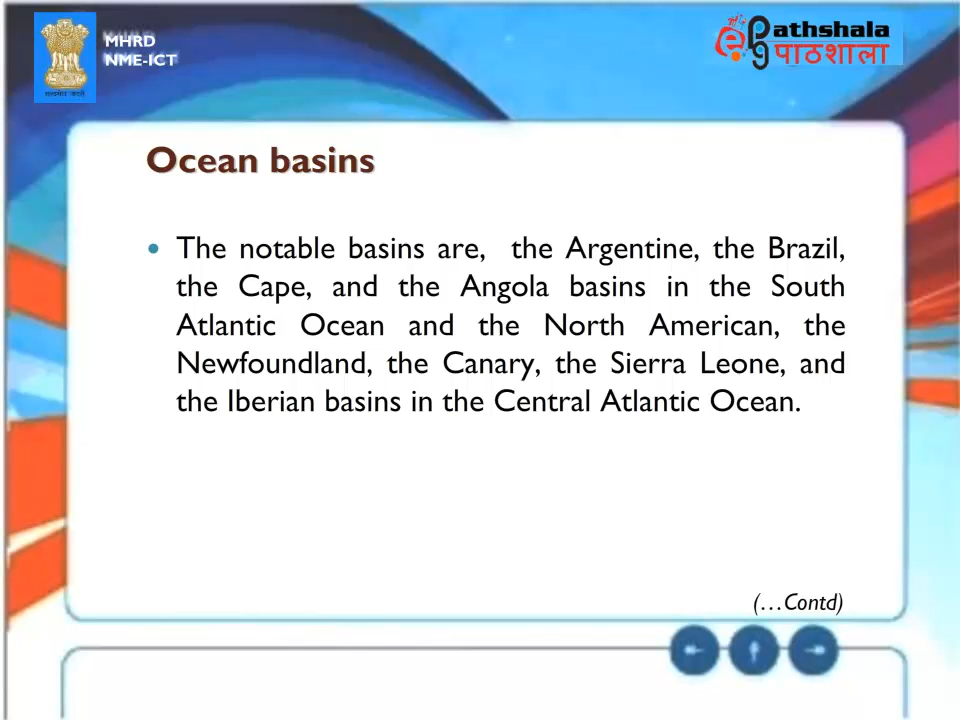 MHRD
NME-ICT
ePathshala
पाठशाला
Ocean basins
The notable basins are, the Argentine, the Brazil,
the Cape, and the Angola basins in the South
Atlantic Ocean and the North American, the
Newfoundland, the Canary, the Sierra Leone, and
the Iberian basins in the Central Atlantic Ocean.
(…Contd)